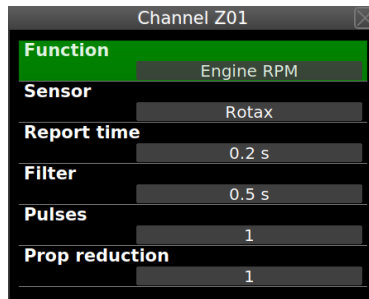 Channel Z01
Function
Engine RPM
Sensor
Rotax
Report time
0.2 s
Filter
0.5 s
Pulses
1
Prop reduction
1